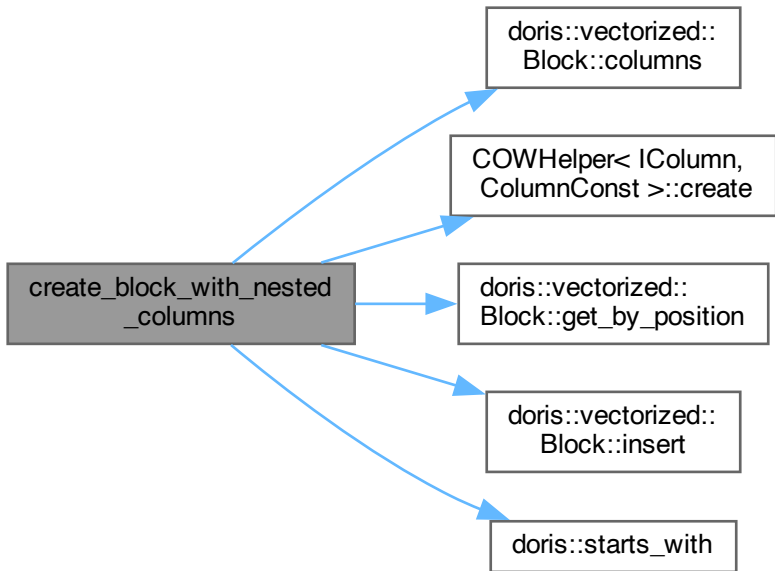 doris::vectorized::
Block::columns
COWHelper< IColumn,
ColumnConst >::create
create_block_with_nested
_columns
doris::vectorized::
Block::get_by_position
doris::vectorized::
Block::insert
doris::starts_with